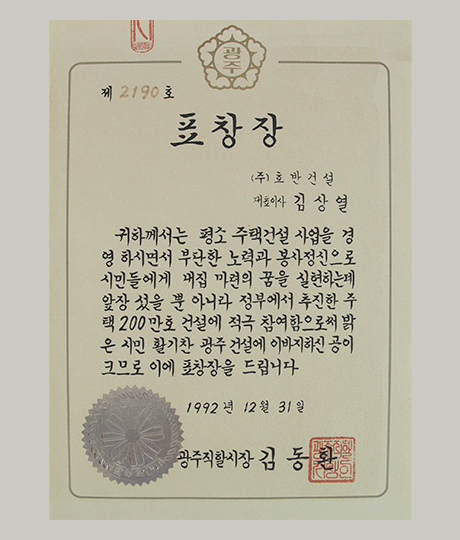 광주
제 2190 호
표창장
(주) 호반건설
대표이사 김상열
귀하께서는 평소 주택건설 사업을 경
영 하시면서 부단한 노력과 봉사정신으로
시민들에게 내집 마련의 꿈을 실현하는데
앞장 섰을 뿐 아니라 정부에서 추진한 주
택 200만호 건설에 적극 참여함으로써 밝
은 시민 활기찬 광주 건설에 이바지하신 공이
크므로 이에 표창장을 드립니다
1992년 12월 31일
광주직할시장 김동환